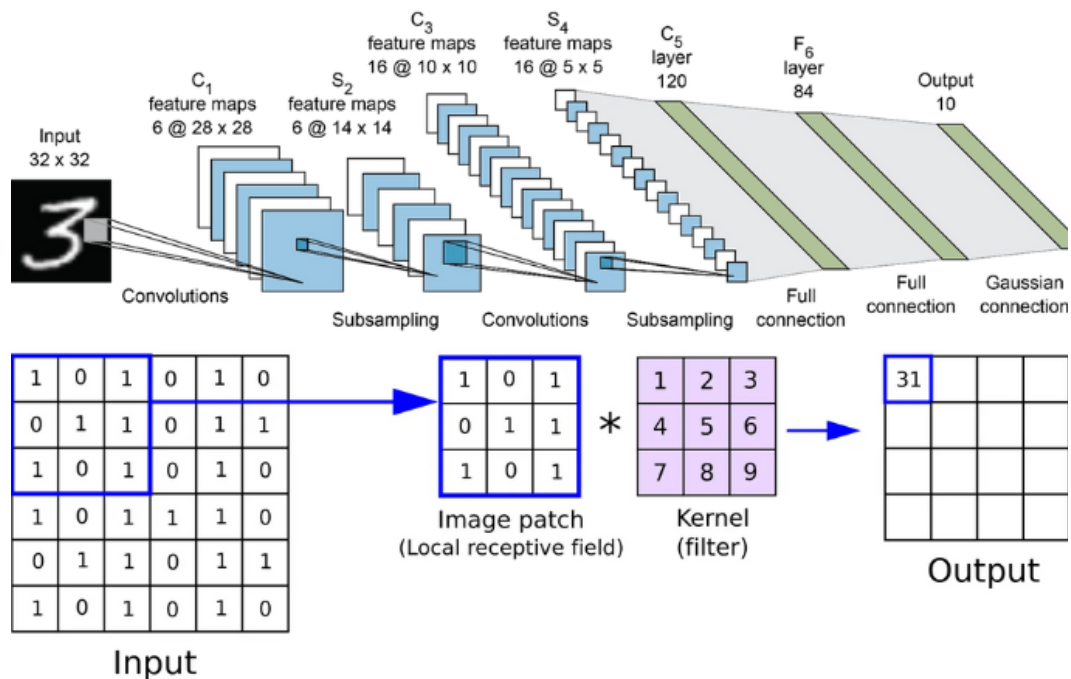 Input
32 x 32
C1
feature maps
6 @ 28 x 28
S2
feature maps
6 @ 14 x 14
C3
feature maps
16 @ 10 x 10
S4
feature maps
16 @ 5 x 5
C5
layer
120
F6
layer
84
Output
10
3
Convolutions
Subsampling
Convolutions
Subsampling
Full
connection
Full
connection
Gaussian
connection
1 0 1 0 1 0
0 1 1 0 1 1
1 0 1 0 1 0
1 0 1 1 1 0
0 1 1 0 1 1
1 0 1 0 1 0
Input
1 0 1
0 1 1
1 0 1
Image patch
(Local receptive field)
*
1 2 3
4 5 6
7 8 9
Kernel
(filter)
31
Output